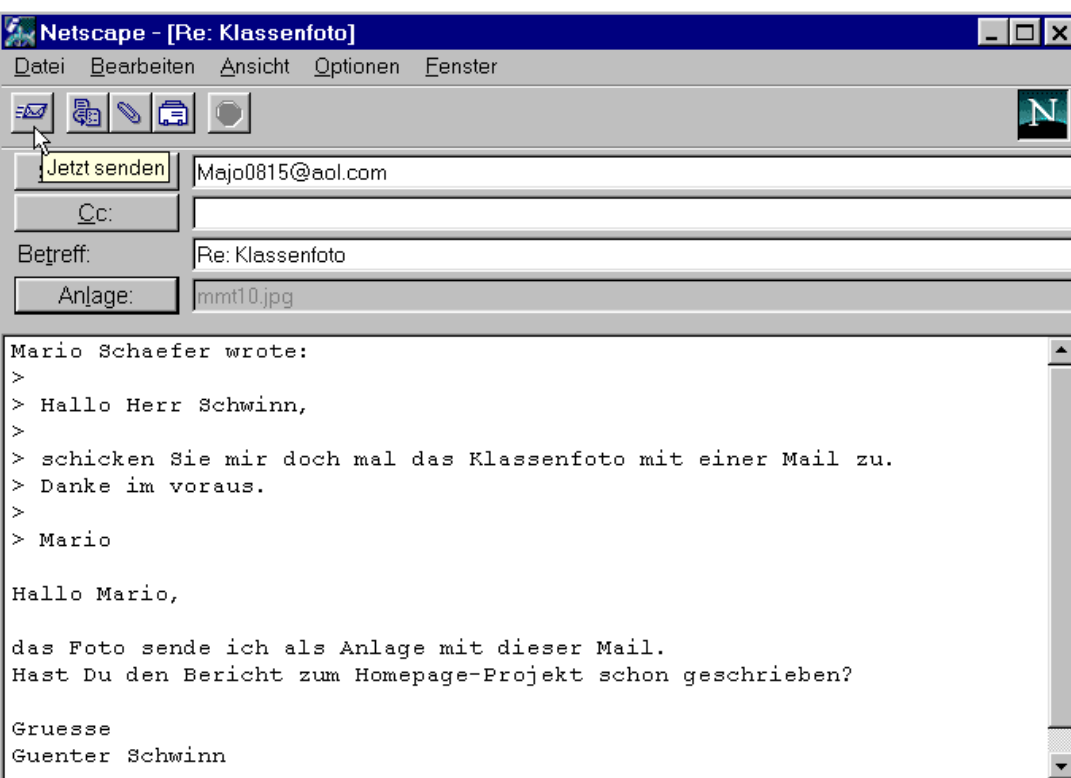 Netscape - [Re: Klassenfoto]
Datei Bearbeiten Ansicht Optionen Fenster
N
Jetzt senden
Majo0815@aol.com
Cc:
Betreff:
Re: Klassenfoto
Anlage:
mmt10.jpg
Mario Schaefer wrote:
>
> Hallo Herr Schwinn,
>
> schicken Sie mir doch mal das Klassenfoto mit einer Mail zu.
> Danke im voraus.
>
> Mario
Hallo Mario,
das Foto sende ich als Anlage mit dieser Mail.
Hast Du den Bericht zum Homepage-Projekt schon geschrieben?
Gruesse
Guenter Schwinn